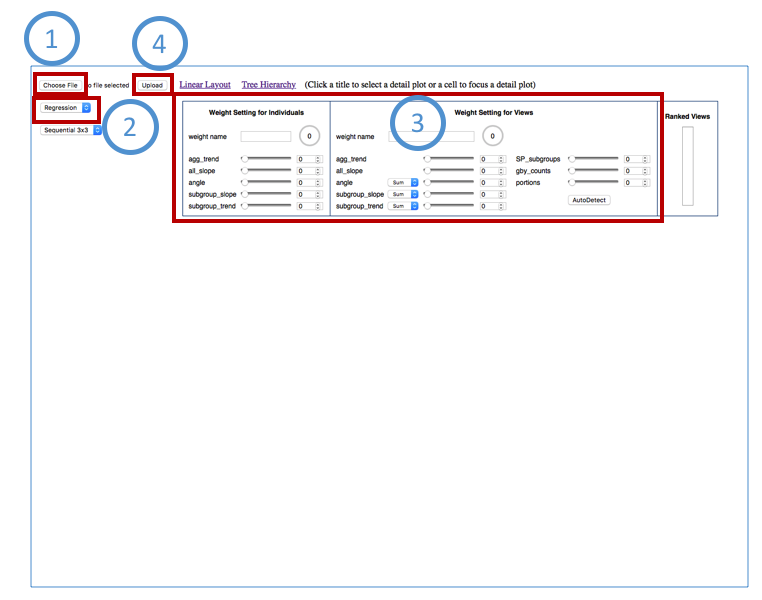 1
4
Choose File o file selected Upload Linear Layout Tree Hierarchy (Click a title to select a detail plot or a cell to focus a detail plot)
Regression
2
Sequential 3x3
Weight Setting for Individuals
weight name 0
agg_trend 0
all_slope 0
angle 0
subgroup_slope 0
subgroup_trend 0
Weight Setting for Views
3
weight name 0
agg_trend 0 SP_subgroups 0
all_slope 0 gby_counts 0
angle Sum 0 portions 0
subgroup_slope Sum 0
AutoDetect
subgroup_trend Sum 0
Ranked Views